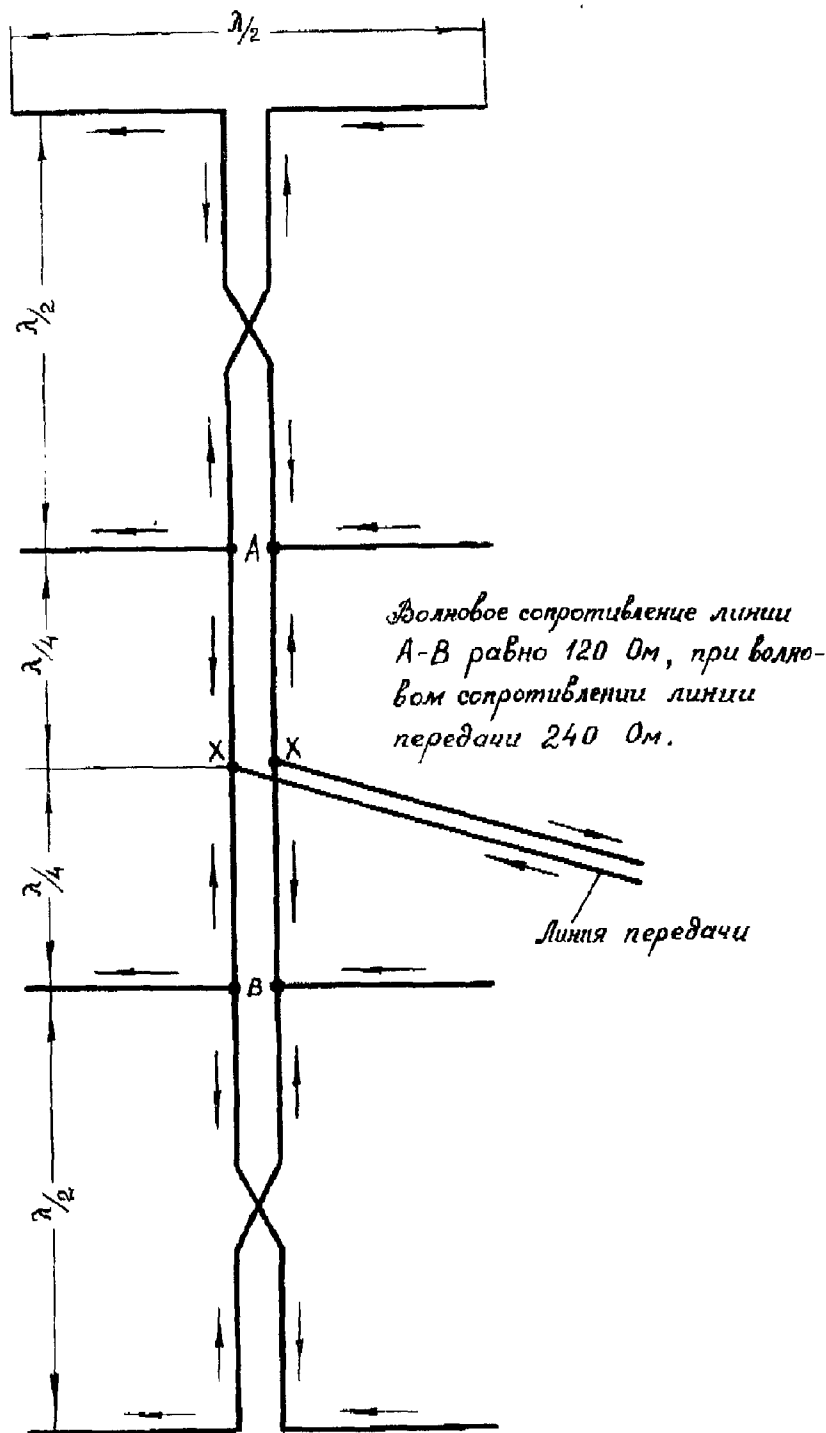 λ/2
λ/2
A
λ/4
Волновое сопротивление линии
А-В равно 120 Ом, при волно-
вом сопротивлении линии
передачи 240 Ом.
X X
λ/4
Линия передачи
B
λ/2